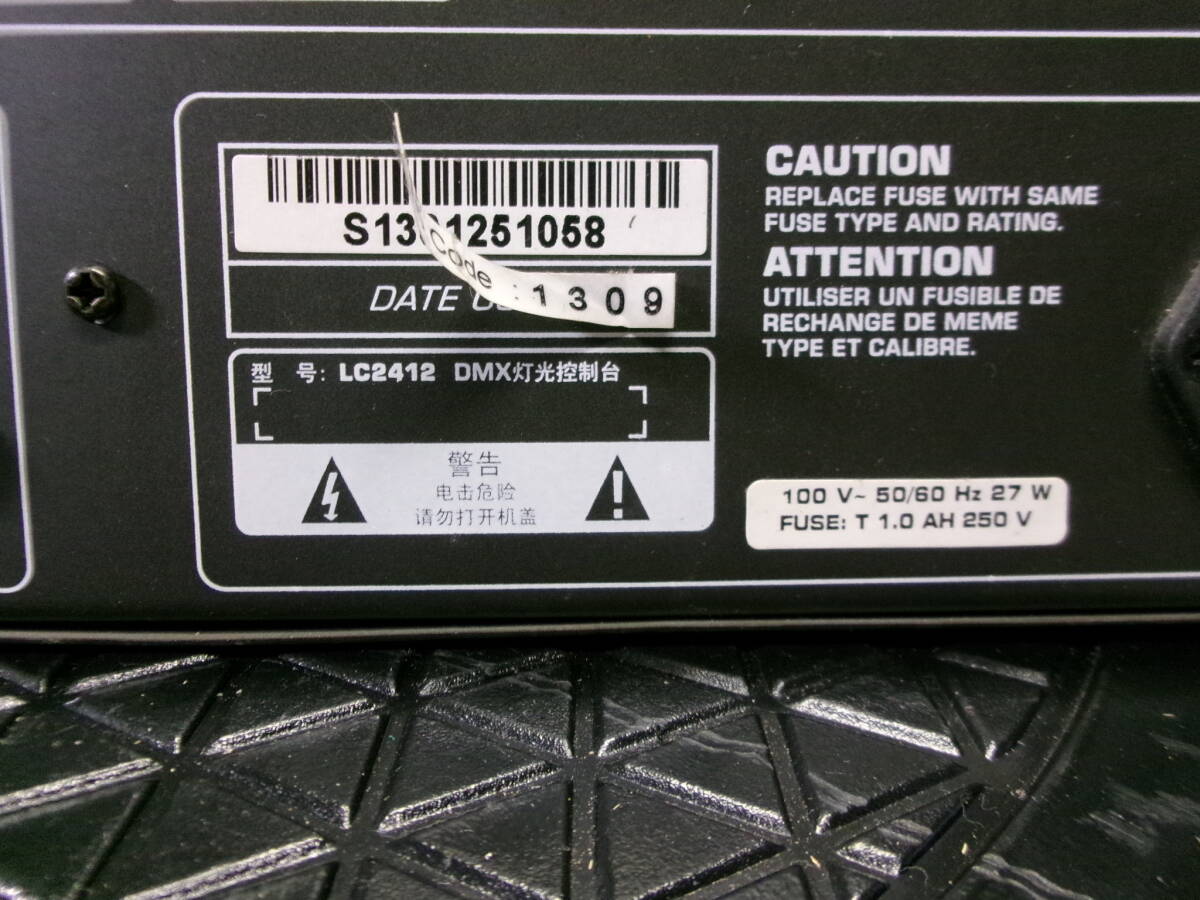 CAUTION
REPLACE FUSE WITH SAME
FUSE TYPE AND RATING.
ATTENTION
UTILISER UN FUSIBLE DE
RECHANGE DE MEME
TYPE ET CALIBRE.
Code : 1309
DATE
型 号: LC2412 DMX灯光控制台
警告
电击危险
请勿打开机盖
100 V~ 50/60 Hz 27 W
FUSE: T 1.0 AH 250 V